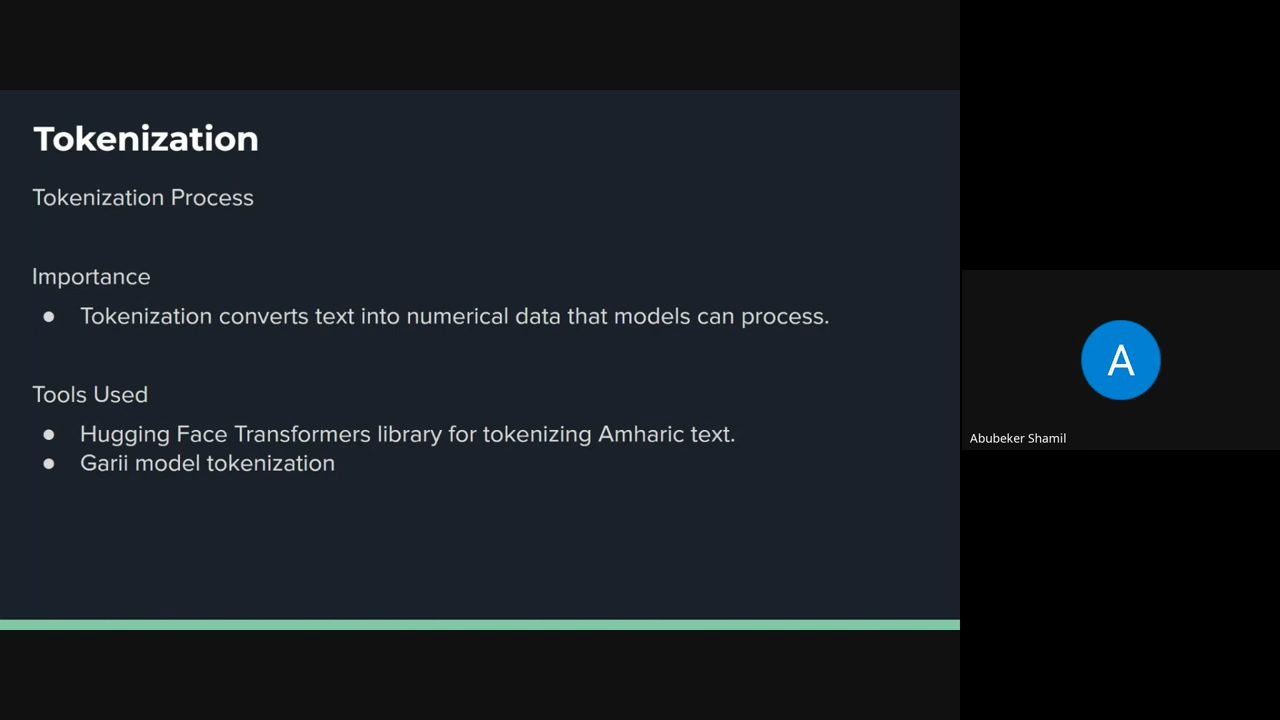 Tokenization
Tokenization Process
Importance
● Tokenization converts text into numerical data that models can process.
Tools Used
● Hugging Face Transformers library for tokenizing Amharic text.
● Garii model tokenization
A
Abubeker Shamil